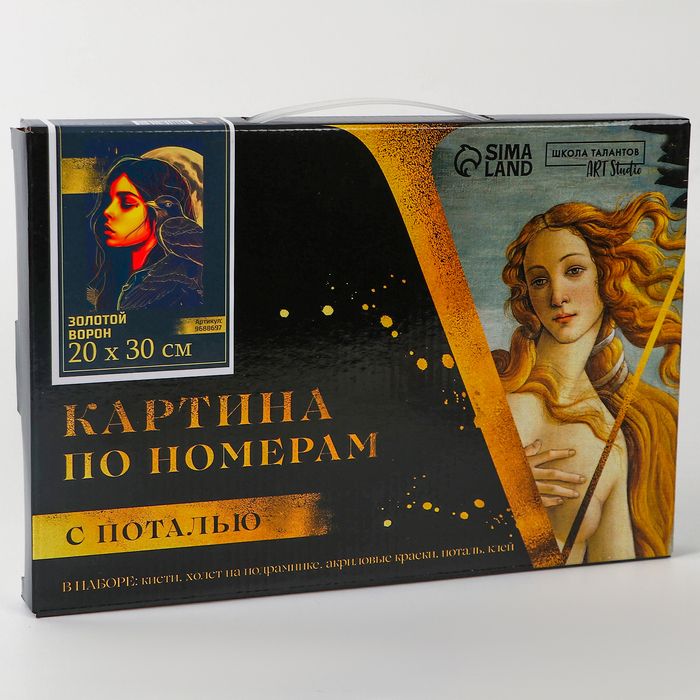 SIMA
LAND
ШКОЛА ТАЛАНТОВ
ART Studio
ЗОЛОТОЙ
ВОРОН
Артикул:
9688697
20 х 30 см
КАРТИНА
ПО НОМЕРАМ
С ПОТАЛЬЮ
В НАБОРЕ: кисти, холст на подрамнике, акриловые краски, поталь, клей